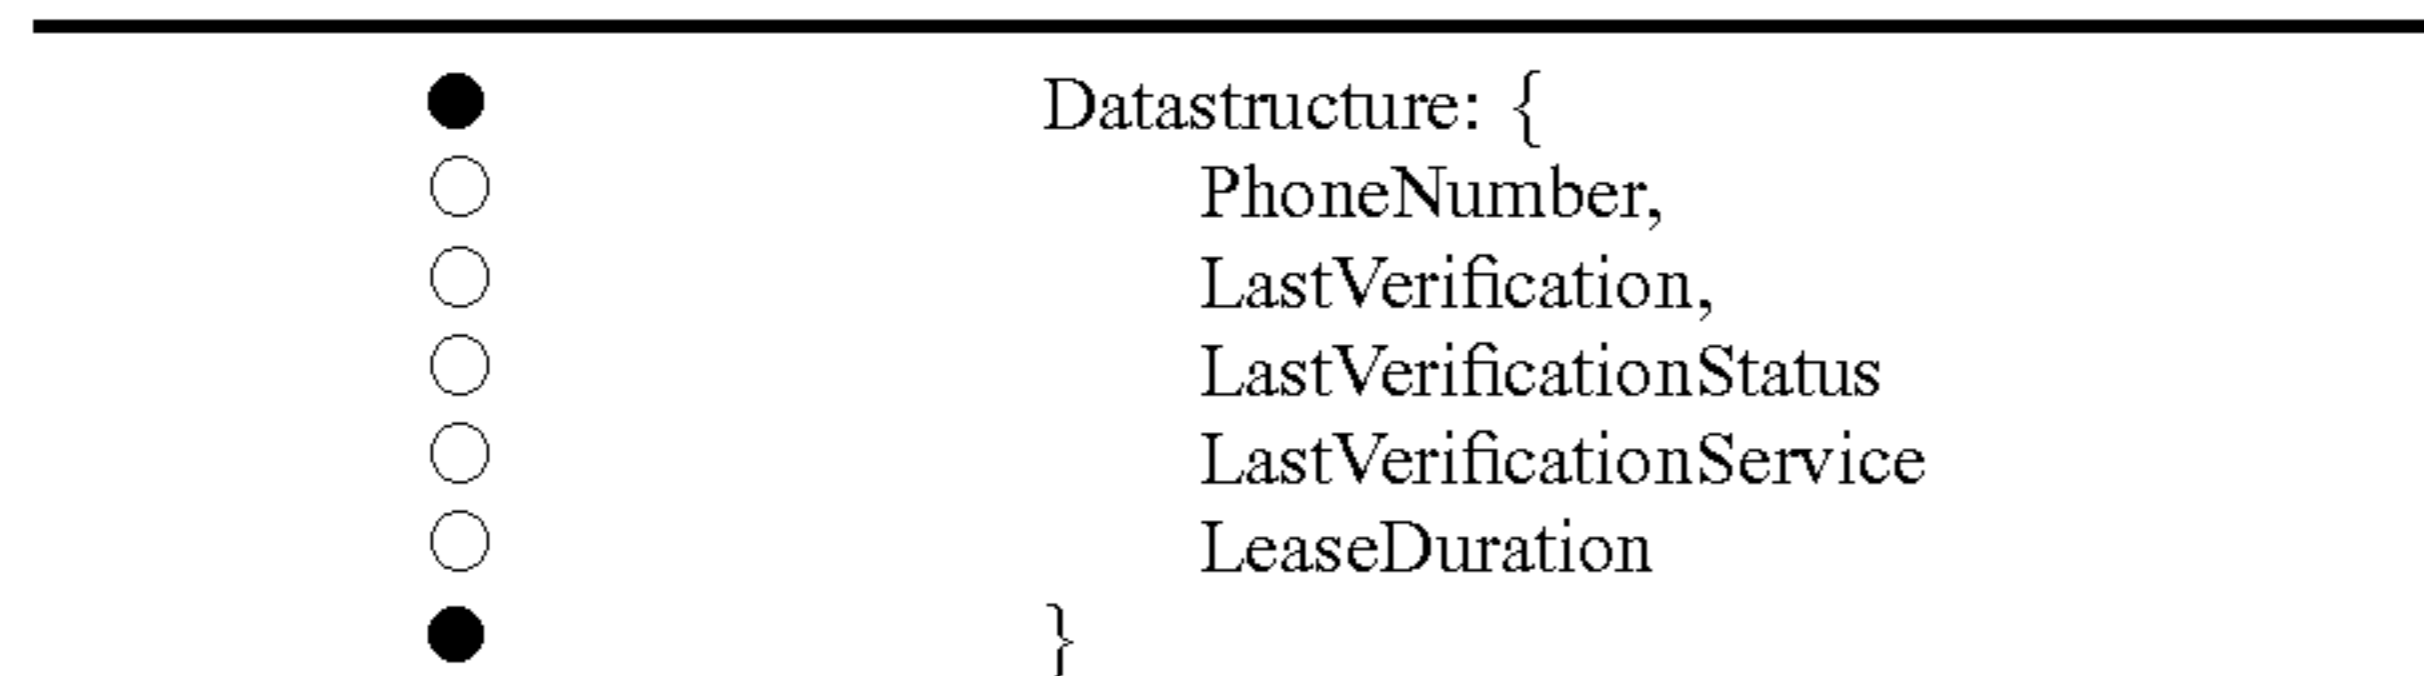 Datastructure: {
PhoneNumber,
LastVerification,
LastVerificationStatus
LastVerificationService
LeaseDuration
}